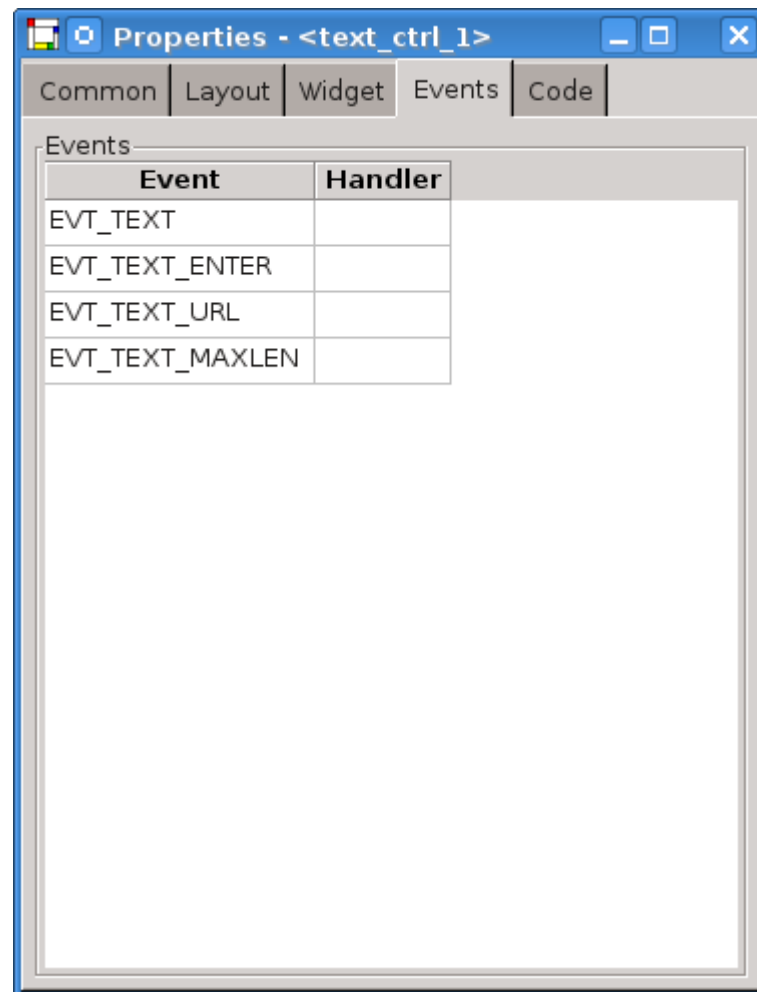 Properties - <text_ctrl_1>
Common Layout Widget Events Code
Events
Event Handler
EVT_TEXT
EVT_TEXT_ENTER
EVT_TEXT_URL
EVT_TEXT_MAXLEN